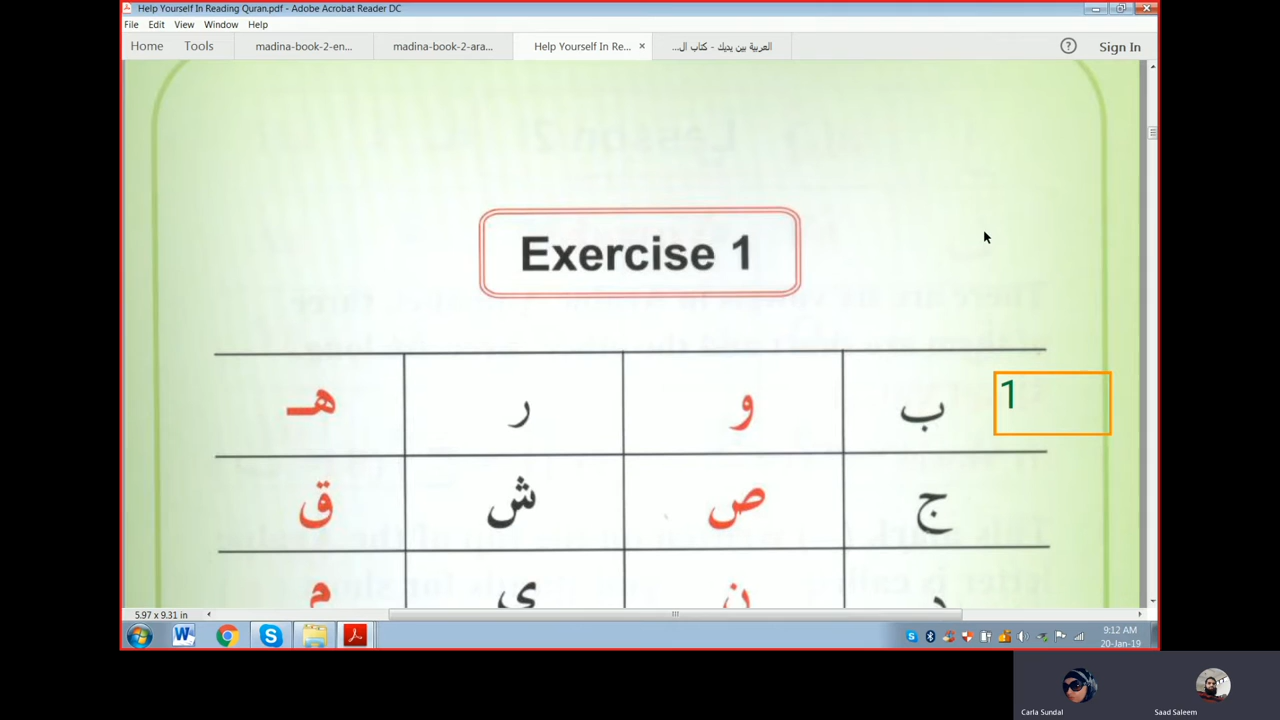 Help Yourself In Reading Quran.pdf - Adobe Acrobat Reader DC
File Edit View Window Help
Home Tools madina-book-2-en... madina-book-2-ara... Help Yourself In Re... × العربية بين يديك - كتاب ال... ? Sign In
Exercise 1
ب و ر هـ 1
ج ص ش ق
ن ي م
5.97 x 9.31 in
9:12 AM
20-Jan-19
Carla Sundal Saad Saleem